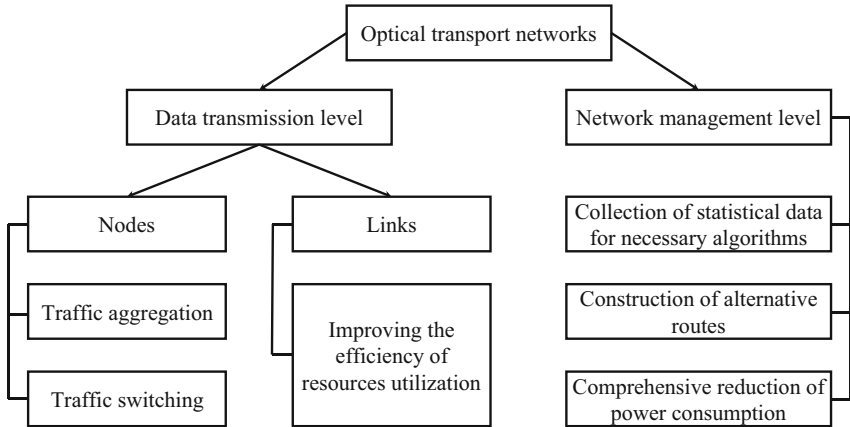 Optical transport networks
Data transmission level
Network management level
Nodes
Links
Collection of statistical data
for necessary algorithms
Traffic aggregation
Improving the
efficiency of
resources utilization
Construction of alternative
routes
Traffic switching
Comprehensive reduction of
power consumption